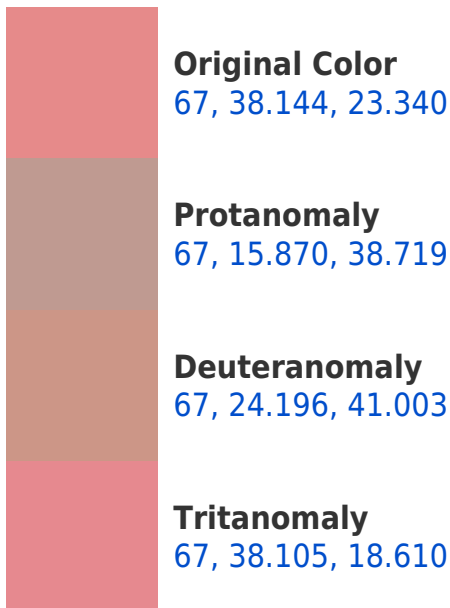 Original Color
67, 38.144, 23.340
Protanomaly
67, 15.870, 38.719
Deuteranomaly
67, 24.196, 41.003
Tritanomaly
67, 38.105, 18.610